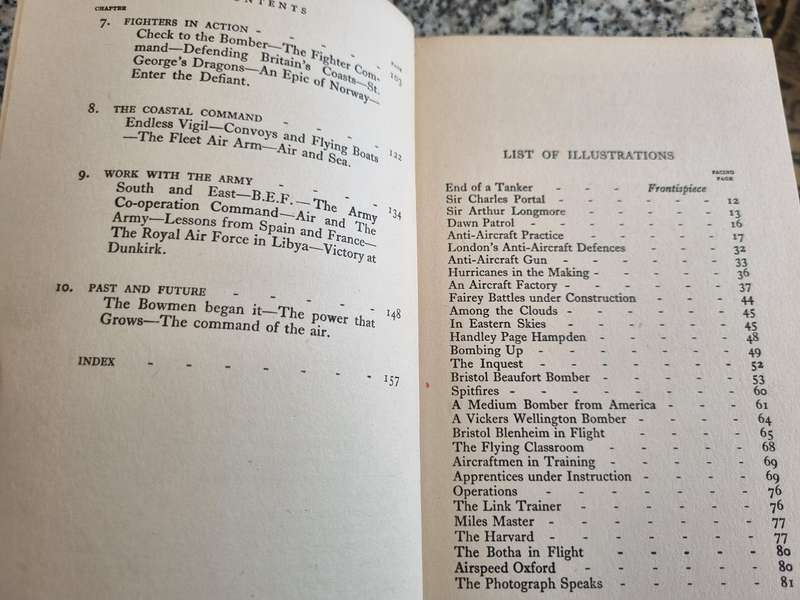 CONTENTS
CHAPTER
PAGE
7. FIGHTERS IN ACTION - - - - - 103
Check to the Bomber—The Fighter Com-
mand—Defending Britain's Coasts—St.
George's Dragons—An Epic of Norway—
Enter the Defiant.
8. THE COASTAL COMMAND - - - - 122
Endless Vigil—Convoys and Flying Boats
—The Fleet Air Arm—Air and Sea.
9. WORK WITH THE ARMY - - - - 134
South and East—B.E.F.—The Army
Co-operation Command—Air and The
Army—Lessons from Spain and France—
The Royal Air Force in Libya—Victory at
Dunkirk.
10. PAST AND FUTURE - - - - - 148
The Bowmen began it—The power that
Grows—The command of the air.
INDEX - - - - - - - 157
LIST OF ILLUSTRATIONS
FACING
PAGE
End of a Tanker - - - Frontispiece
Sir Charles Portal - - - - - 12
Sir Arthur Longmore - - - - - 13
Dawn Patrol - - - - - - 16
Anti-Aircraft Practice - - - - - 17
London's Anti-Aircraft Defences - - - 32
Anti-Aircraft Gun - - - - - 33
Hurricanes in the Making - - - - - 36
An Aircraft Factory - - - - - - 37
Fairey Battles under Construction - - - 44
Among the Clouds - - - - - - 45
In Eastern Skies - - - - - - 45
Handley Page Hampden - - - - 48
Bombing Up - - - - - - - 49
The Inquest - - - - - - - 52
Bristol Beaufort Bomber - - - - - 53
Spitfires - - - - - - - - 60
A Medium Bomber from America - - - 61
A Vickers Wellington Bomber - - - - 64
Bristol Blenheim in Flight - - - - 65
The Flying Classroom - - - - - 68
Aircraftmen in Training - - - - - 69
Apprentices under Instruction - - - - 69
Operations - - - - - - - 76
The Link Trainer - - - - - - 76
Miles Master - - - - - - - 77
The Harvard - - - - - - - 77
The Botha in Flight - - - - - 80
Airspeed Oxford - - - - - - 80
The Photograph Speaks - - - - - 81